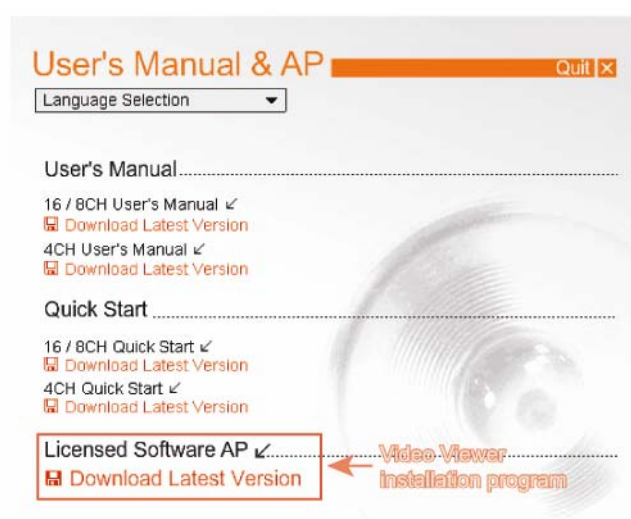 User's Manual & AP
Quit
Language Selection
User's Manual
16 / 8CH User's Manual
Download Latest Version
4CH User's Manual
Download Latest Version
Quick Start
16 / 8CH Quick Start
Download Latest Version
4CH Quick Start
Download Latest Version
Licensed Software AP
Download Latest Version
Video Viewer
installation program